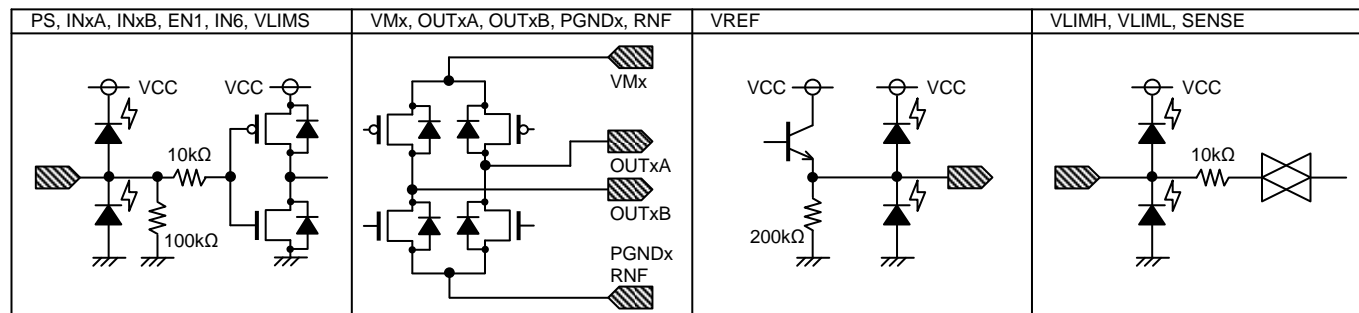 PS, INxA, INxB, EN1, IN6, VLIMS
VMx, OUTxA, OUTxB, PGNDx, RNF
VREF
VLIMH, VLIML, SENSE
VCC
VCC
10kΩ
100kΩ
VMx
OUTxA
OUTxB
PGNDx
RNF
VCC
VCC
200kΩ
VCC
10kΩ